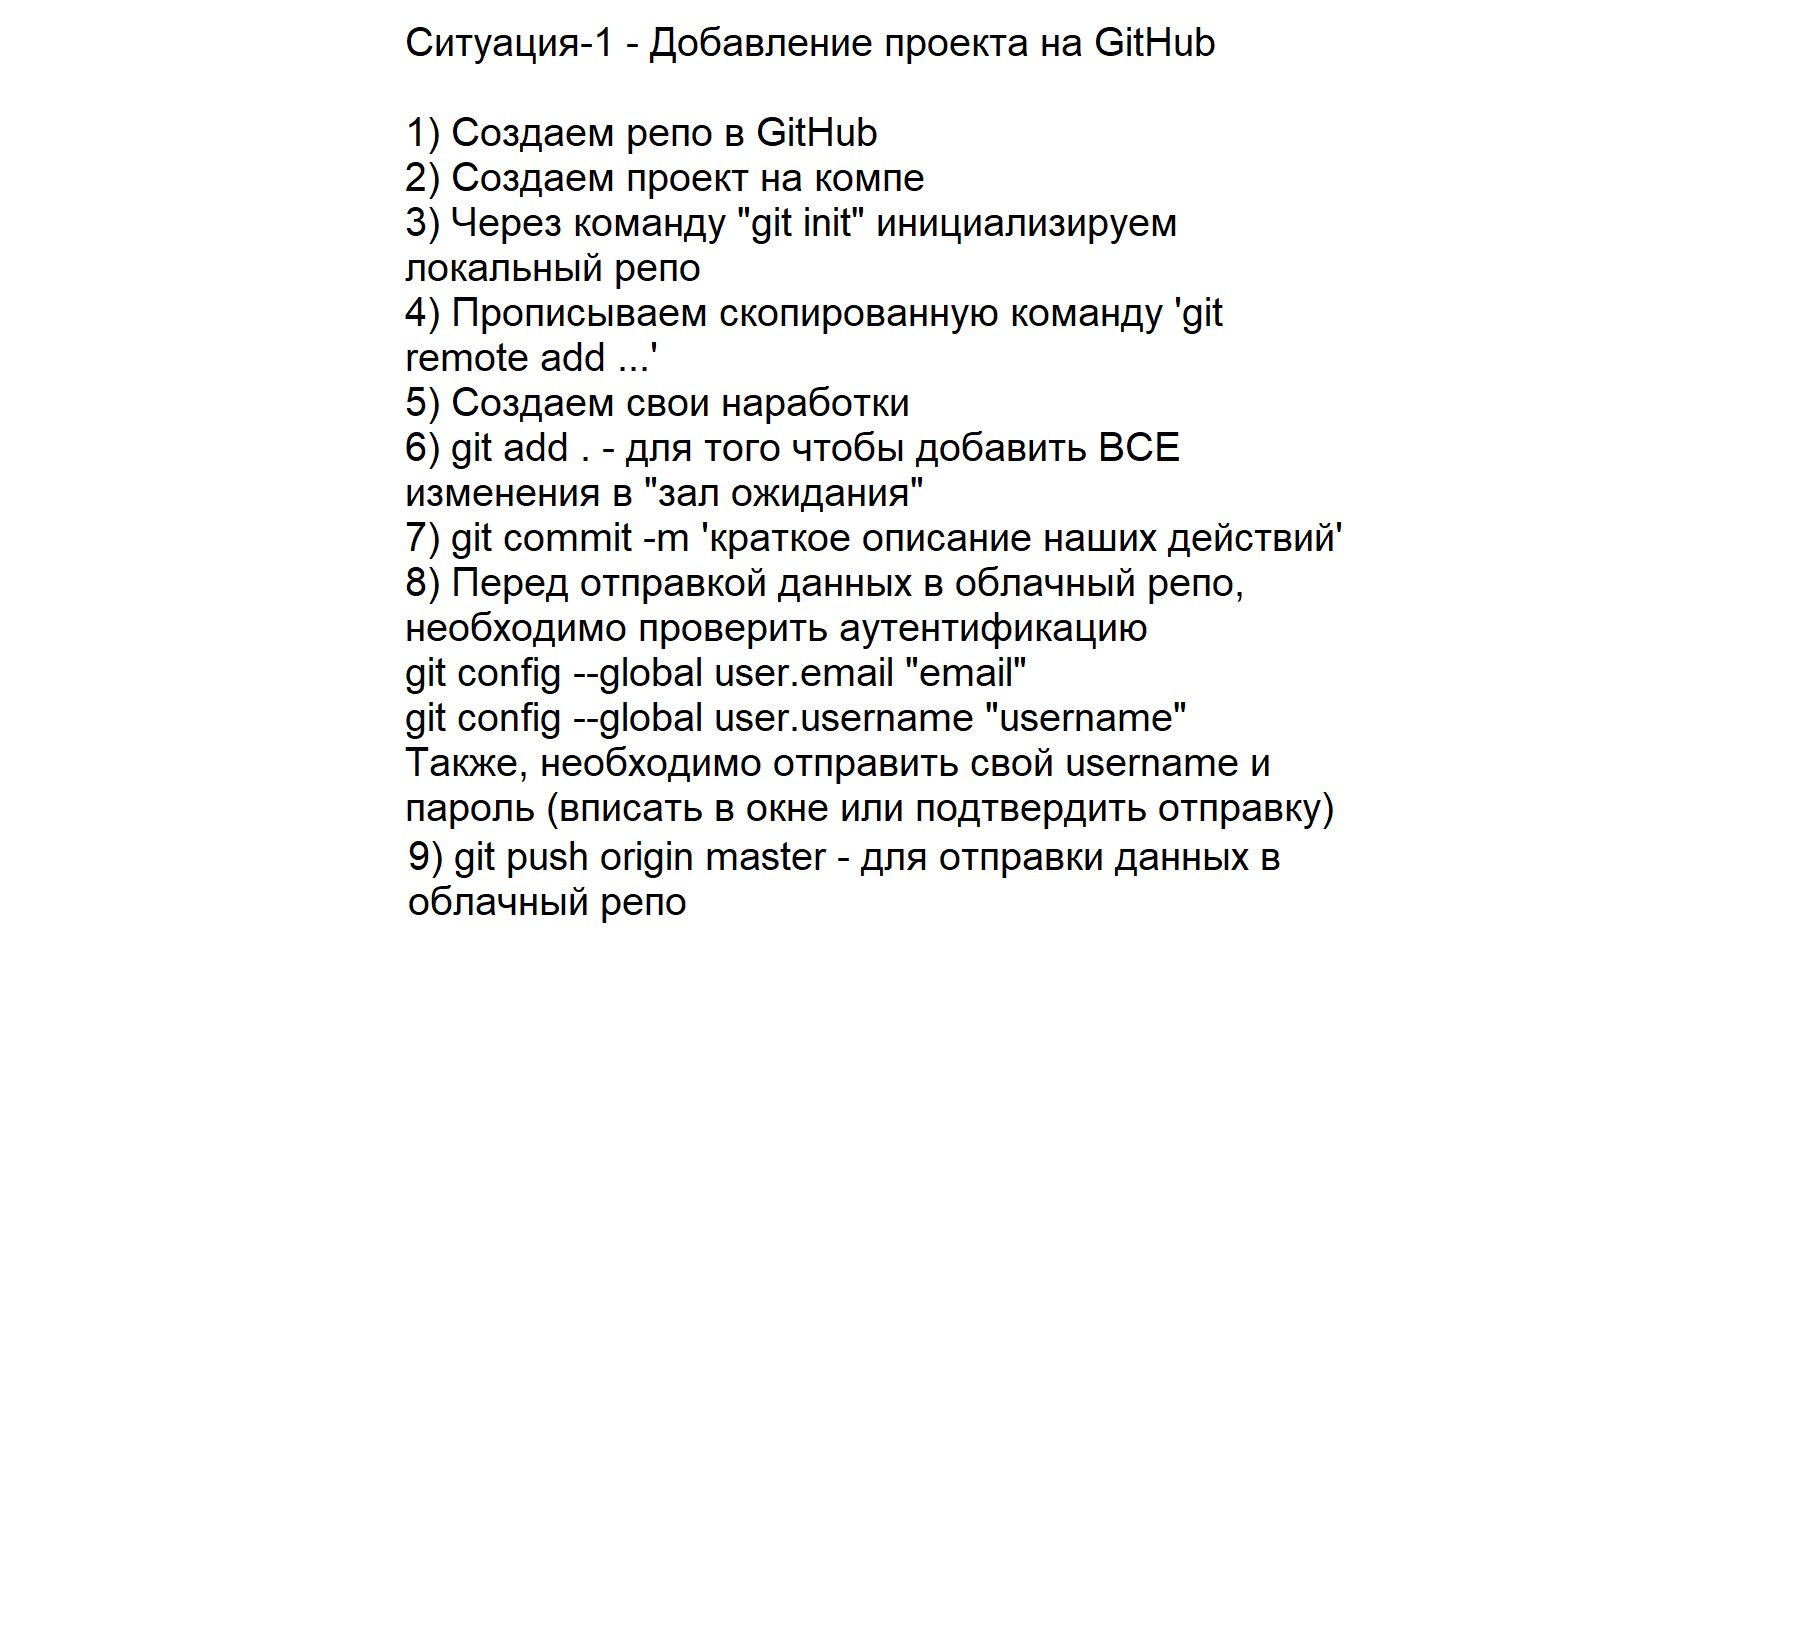 Ситуация-1 - Добавление проекта на GitHub
1) Создаем репо в GitHub
2) Создаем проект на компе
3) Через команду "git init" инициализируем
локальный репо
4) Прописываем скопированную команду 'git
remote add ...'
5) Создаем свои наработки
6) git add . - для того чтобы добавить ВСЕ
изменения в "зал ожидания"
7) git commit -m 'краткое описание наших действий'
8) Перед отправкой данных в облачный репо,
необходимо проверить аутентификацию
git config --global user.email "email"
git config --global user.username "username"
Также, необходимо отправить свой username и
пароль (вписать в окне или подтвердить отправку)
9) git push origin master - для отправки данных в
облачный репо